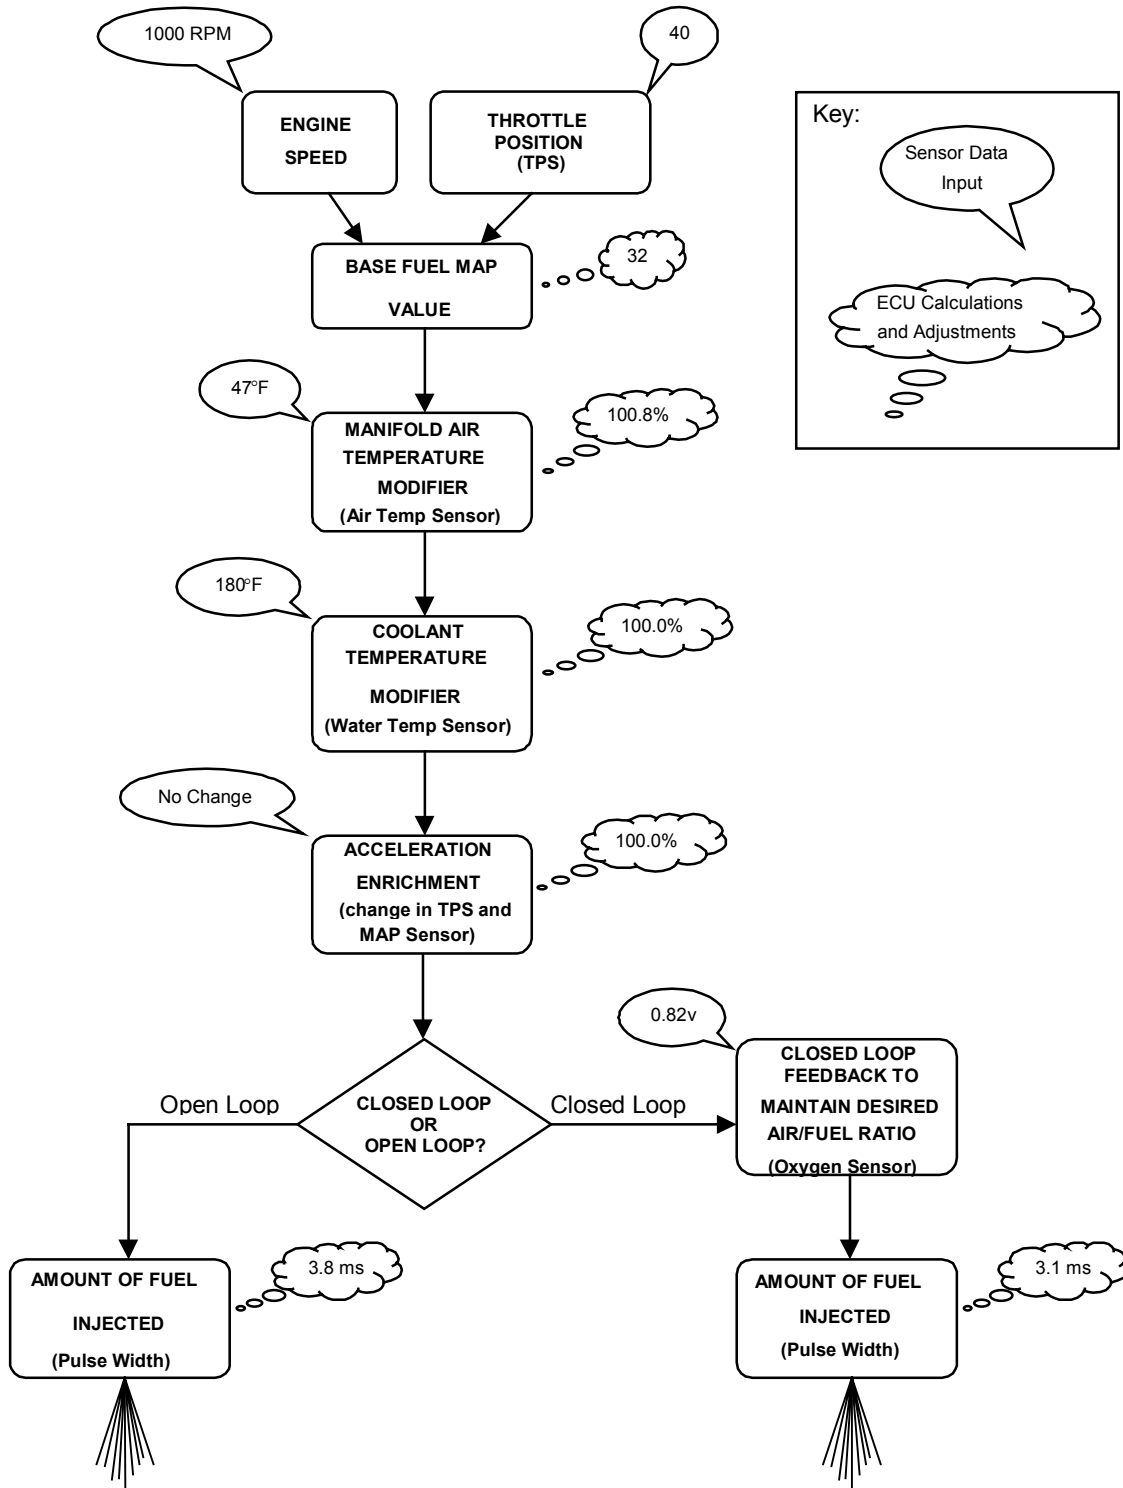 1000 RPM
40
ENGINE
SPEED
THROTTLE
POSITION
(TPS)
Key:
Sensor Data
Input
ECU Calculations
and Adjustments
BASE FUEL MAP
VALUE
32
47°F
MANIFOLD AIR
TEMPERATURE
MODIFIER
(Air Temp Sensor)
100.8%
180°F
COOLANT
TEMPERATURE
MODIFIER
(Water Temp Sensor)
100.0%
No Change
ACCELERATION
ENRICHMENT
(change in TPS and
MAP Sensor)
100.0%
0.82v
CLOSED LOOP
FEEDBACK TO
MAINTAIN DESIRED
AIR/FUEL RATIO
(Oxygen Sensor)
Open Loop
CLOSED LOOP
OR
OPEN LOOP?
Closed Loop
AMOUNT OF FUEL
INJECTED
(Pulse Width)
3.8 ms
AMOUNT OF FUEL
INJECTED
(Pulse Width)
3.1 ms